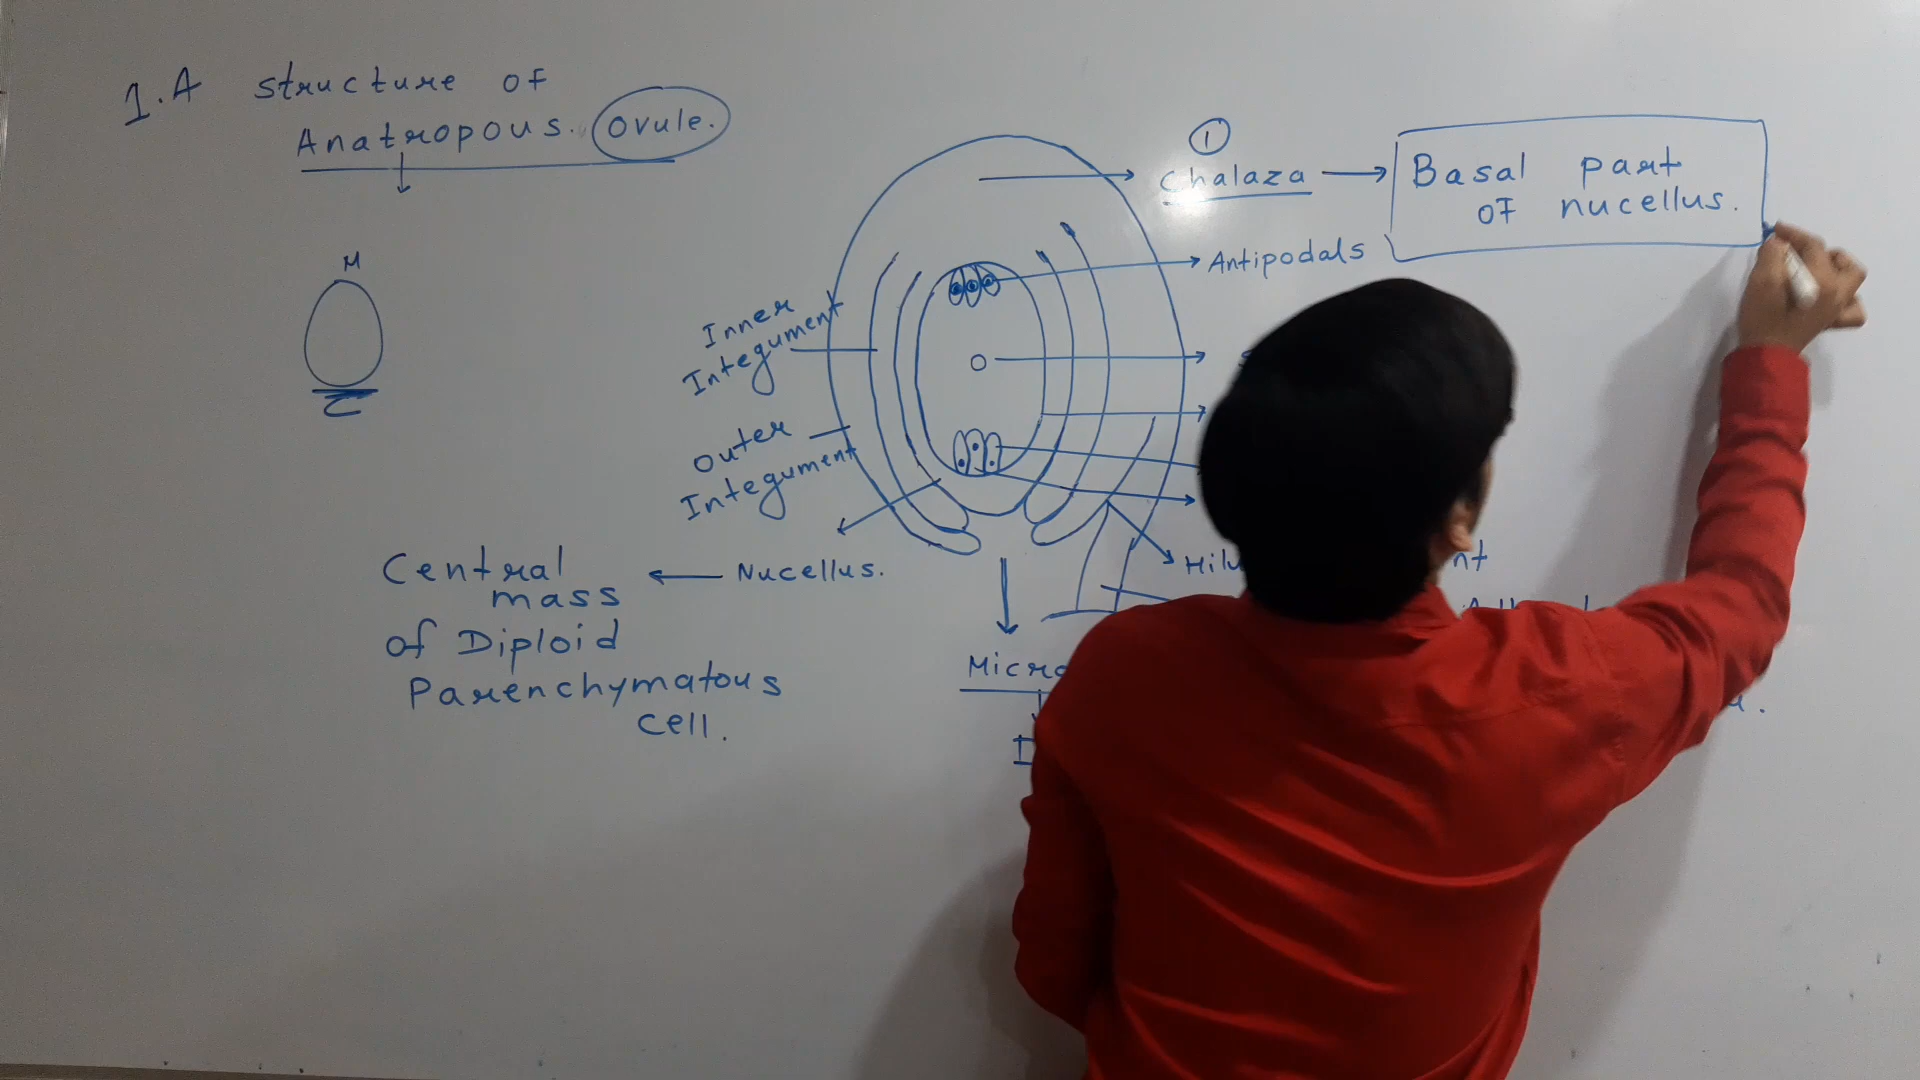 1.A structure of
Anatropous. Ovule.
M
1
Chalaza
Basal part
of nucellus.
Antipodals
Inner
Integument
Outer
Integument
Nucellus.
Central
mass
of Diploid
Parenchymatous
cell.